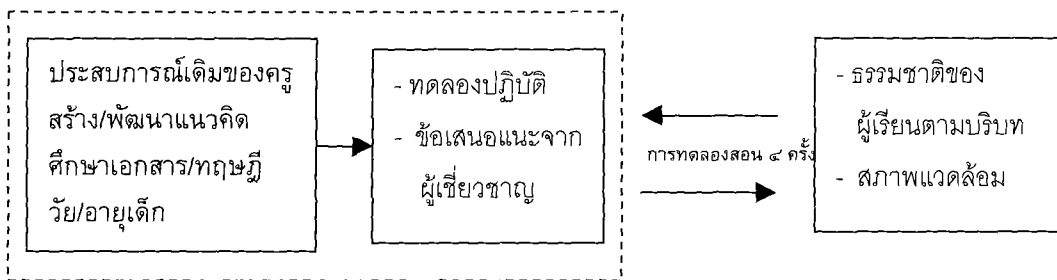 ประสบการณ์เดิมของครู
สร้าง/พัฒนาแนวคิด
ศึกษาเอกสาร/ทฤษฎี
วัย/อายุเด็ก
- ทดลองปฏิบัติ
- ข้อเสนอแนะจาก
ผู้เชี่ยวชาญ
การทดลองสอน ๔ ครั้ง
- ธรรมชาติของ
ผู้เรียนตามบริบท
- สภาพแวดล้อม